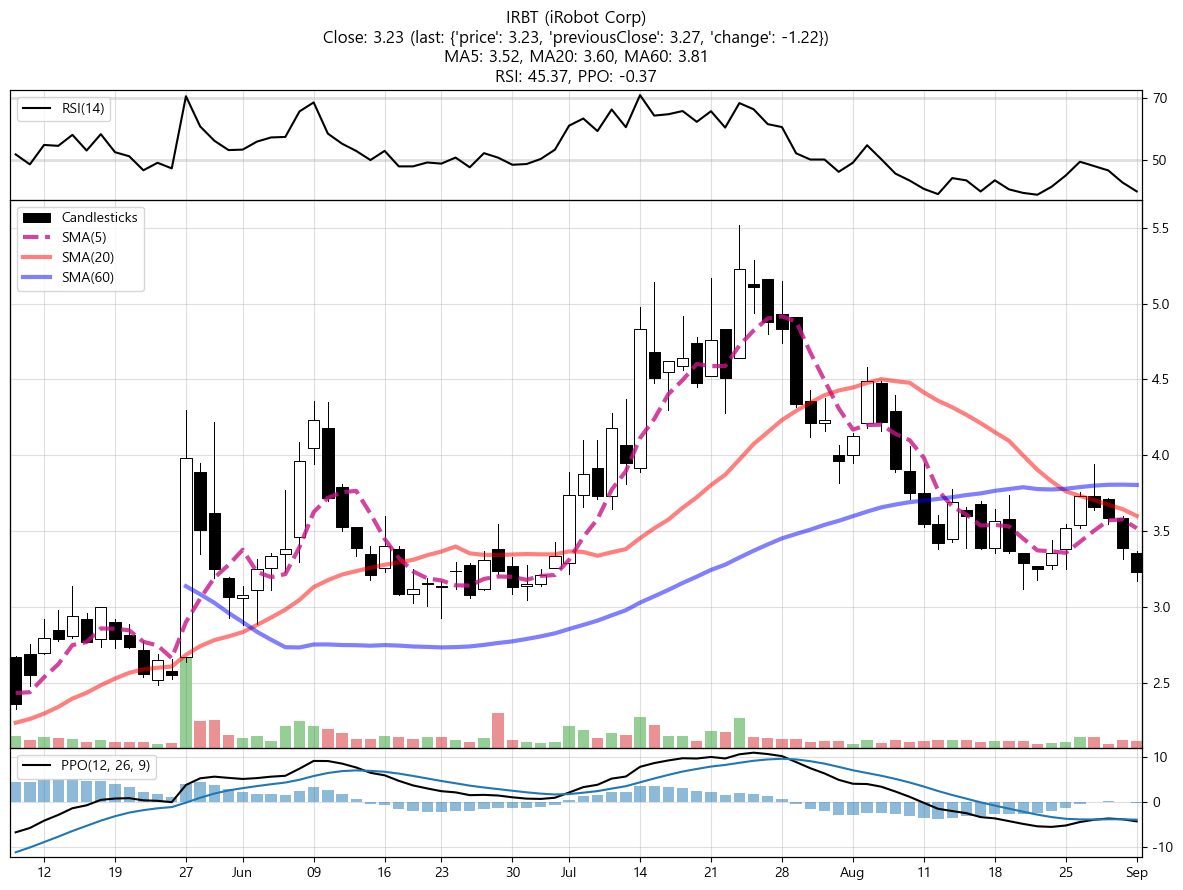 IRBT (iRobot Corp)
Close: 3.23 (last: {'price': 3.23, 'previousClose': 3.27, 'change': -1.22})
MA5: 3.52, MA20: 3.60, MA60: 3.81
RSI: 45.37, PPO: -0.37
RSI(14)
70
50
Candlesticks
SMA(5)
SMA(20)
SMA(60)
5.5
5.0
4.5
4.0
3.5
3.0
2.5
PPO(12, 26, 9)
10
0
-10
12 19 27 Jun 09 16 23 30 Jul 14 21 28 Aug 11 18 25 Sep